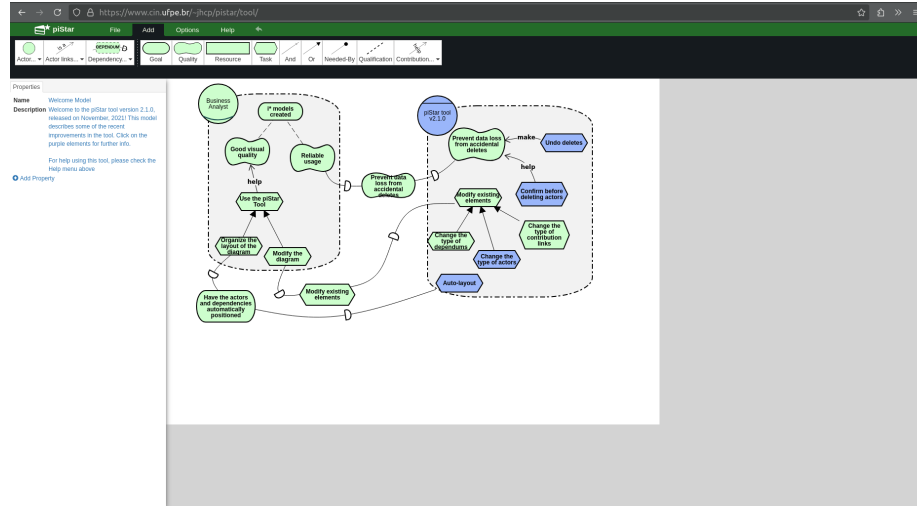 https://www.cin.ufpe.br/~jhcp/pistar/tool/
piStar
File
Add
Options
Help
is a
DEPENDUM
help
Actor...
Actor links...
Dependency...
Goal
Quality
Resource
Task
And
Or
Needed-By
Qualification
Contribution...
Properties
Name
Welcome Model
Description
Welcome to the piStar tool version 2.1.0,
released on November, 2021! This model
describes some of the recent
improvements in the tool. Click on the
purple elements for further info.
For help using this tool, please check the
Help menu above
Add Property
Business
Analyst
i* models
created
Good visual
quality
Reliable
usage
help
Use the piStar
Tool
Organize the
layout of the
diagram
Modify the
diagram
Prevent data
loss from
accidental
deletes
Modify existing
elements
Have the actors
and dependencies
automatically
positioned
piStar tool
v2.1.0
Prevent data loss
from accidental
deletes
make
Undo deletes
help
Confirm before
deleting actors
Modify existing
elements
Change the
type of
dependums
Change the
type of actors
Change the
type of
contribution
links
Auto-layout